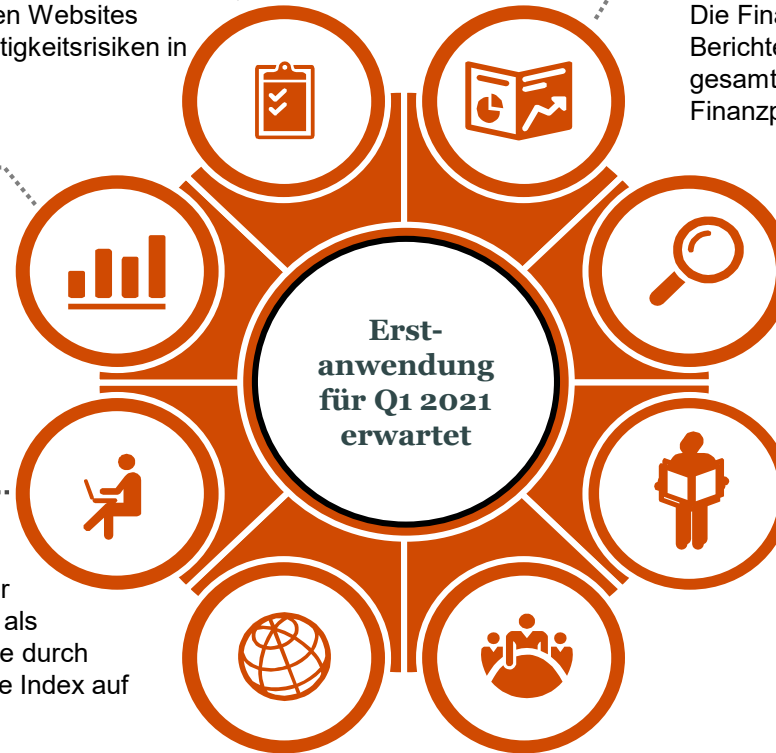 en Websites
tigkeitsrisiken in
Die Fina
Berichte
gesamt
Finanzp
Erst-
anwendung
für Q1 2021
erwartet
r
als
e durch
e Index auf